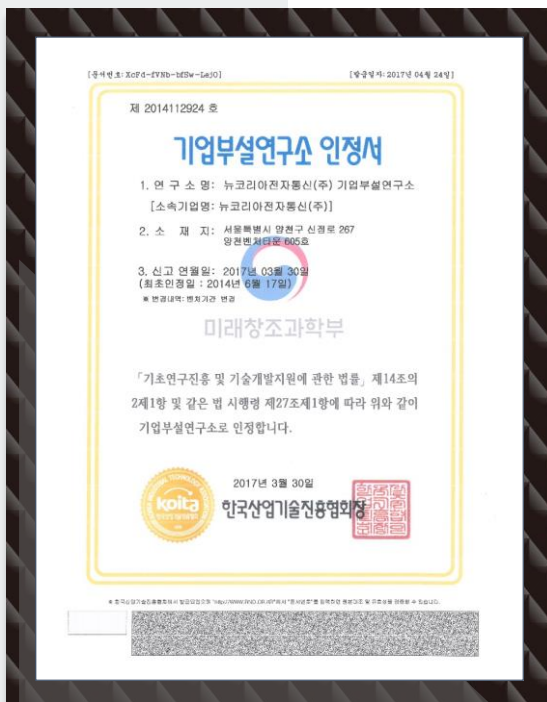 [문서번호: XcFd-fVNb-bfSw-LejO]
[발급일자: 2017년 04월 24일]
제 2014112924 호
기업부설연구소 인정서
1. 연 구 소 명: 뉴코리아전자통신(주) 기업부설연구소
[소속기업명: 뉴코리아전자통신(주)]
2. 소 재 지: 서울특별시 양천구 신정로 267
양천벤처타운 605호
3. 신고 연월일: 2017년 03월 30일
(최초인정일 : 2014년 6월 17일)
※ 변경내역: 벤처기관 변경
미래창조과학부
「기초연구진흥 및 기술개발지원에 관한 법률」 제14조의
2제1항 및 같은 법 시행령 제27조제1항에 따라 위와 같이
기업부설연구소로 인정합니다.
2017년 3월 30일
koita
한국산업기술진흥협회장